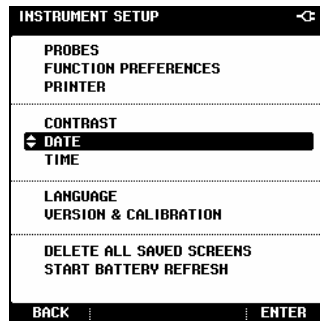 INSTRUMENT SETUP
PROBES
FUNCTION PREFERENCES
PRINTER
CONTRAST
DATE
TIME
LANGUAGE
VERSION & CALIBRATION
DELETE ALL SAVED SCREENS
START BATTERY REFRESH
BACK ENTER